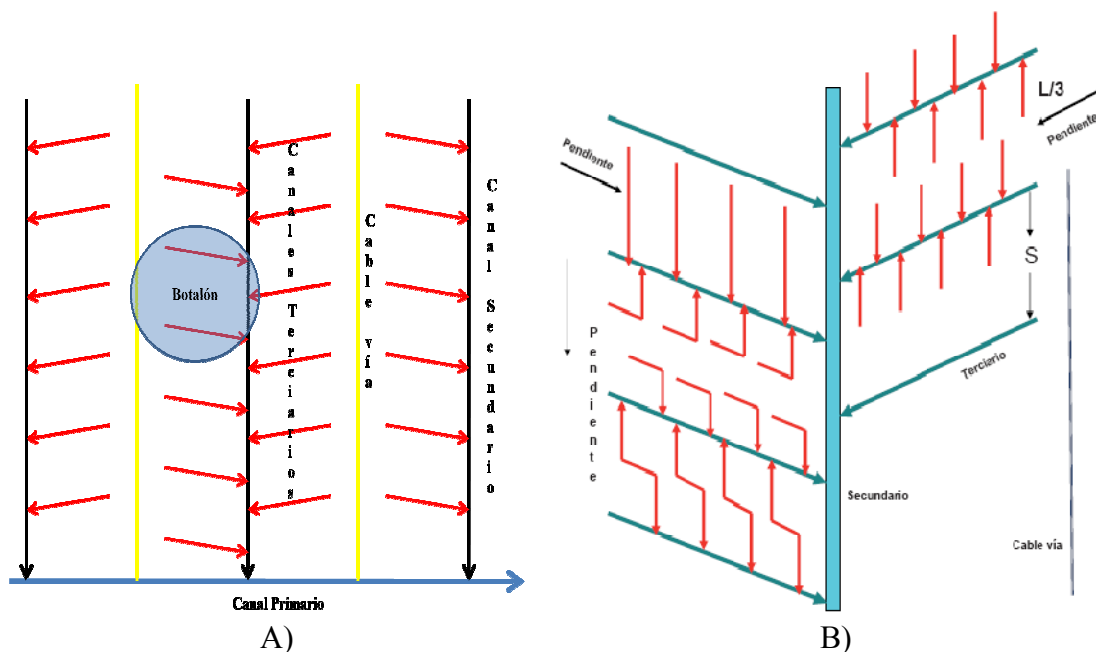 Botalón
Canales Terciarios
Cable vía
Canal Secundario
Canal Primario
A)
L/3
Pendiente
Pendiente
Pendiente
S
Terciario
Secundario
Cable vía
B)